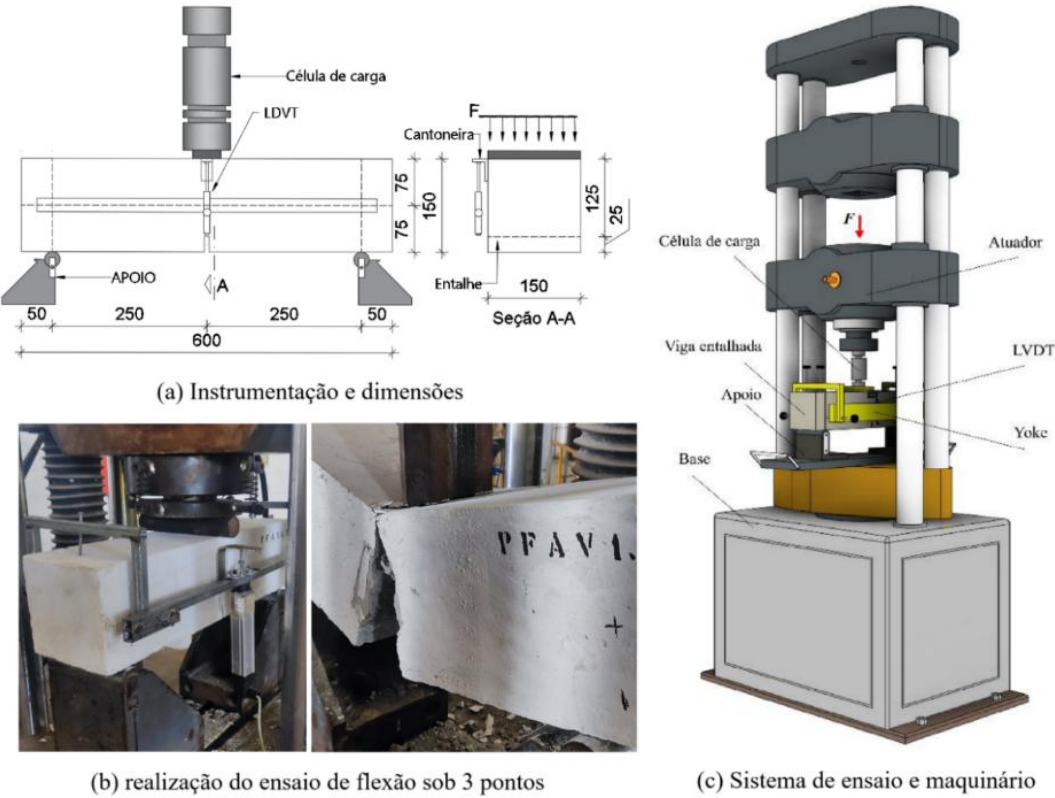 Célula de carga
LDVT
F
Cantoneira
75
75
150
125
25
APOIO
A
Entalhe
150
50
250
250
50
600
Seção A-A
(a) Instrumentação e dimensões
PFAV1.
(b) realização do ensaio de flexão sob 3 pontos
F
Célula de carga
Atuador
Viga entalhada
LVDT
Apoio
Yoke
Base
(c) Sistema de ensaio e maquinário